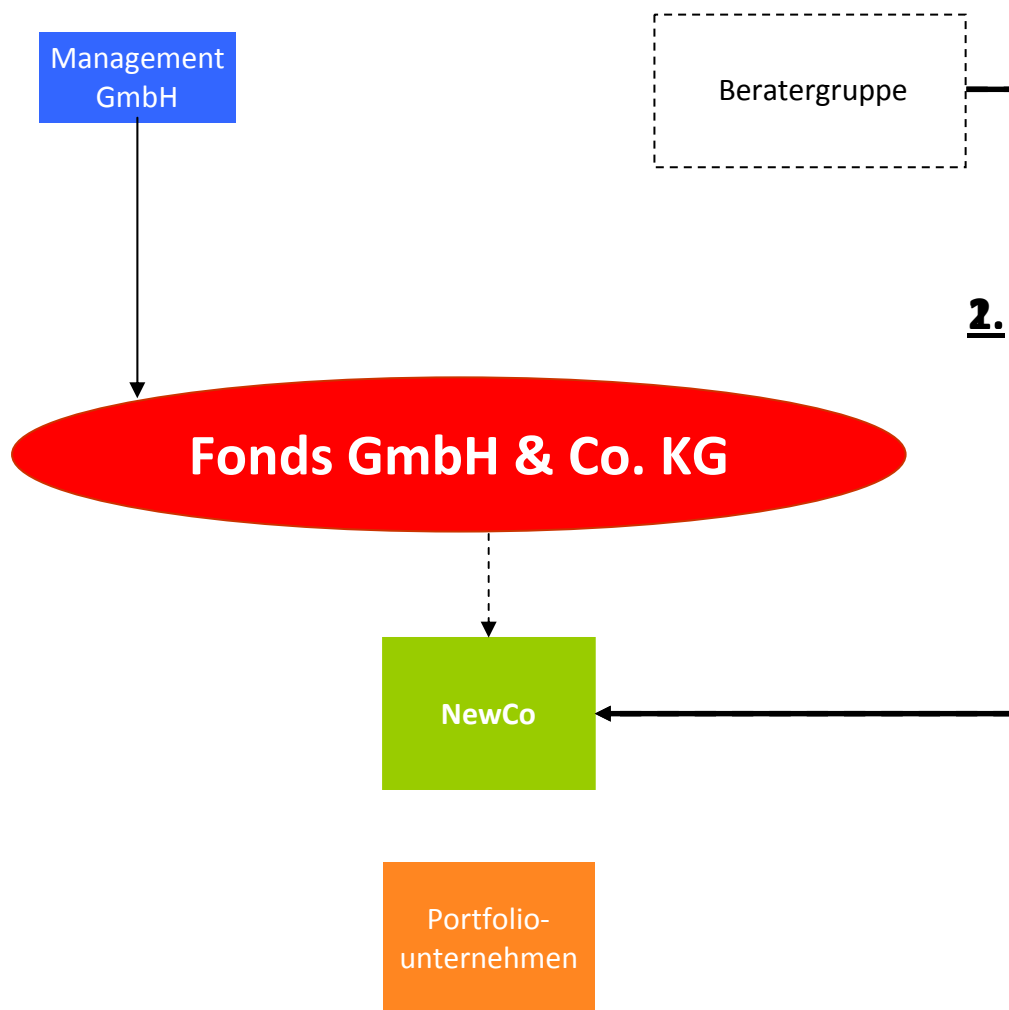 Management
GmbH
Beratergruppe
2.
Fonds GmbH & Co. KG
NewCo
Portfolio-
unternehmen